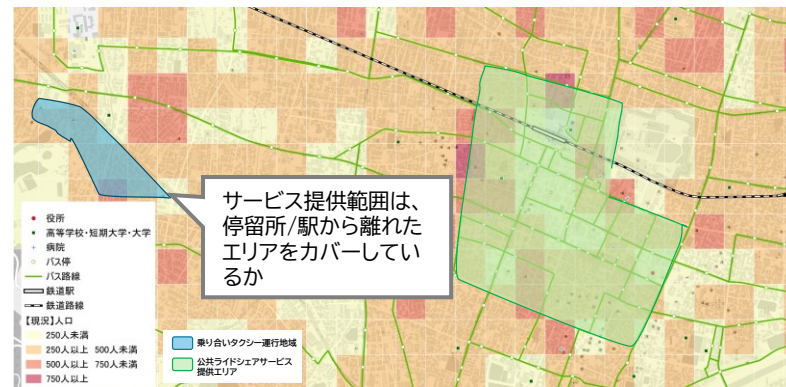 サービス提供範囲は、
停留所/駅から離れた
エリアをカバーしてい
るか
役所
高等学校・短期大学・大学
病院
バス停
バス路線
鉄道駅
鉄道路線
【現況】人口
250人未満
250人以上 500人未満
500人以上 750人未満
750人以上
乗り合いタクシー運行地域
公共ライドシェアサービス
提供エリア